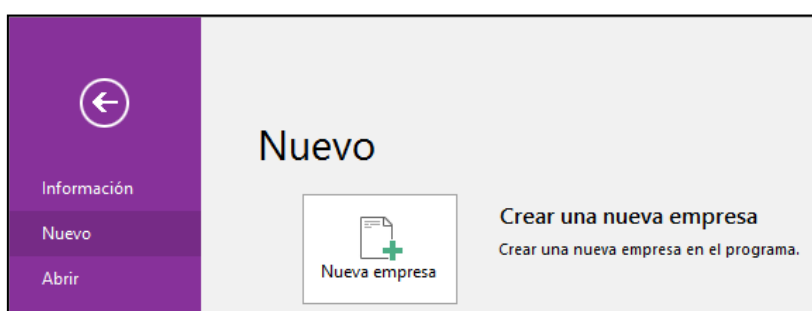 Información
Nuevo
Abrir
Nuevo
Nueva empresa
Crear una nueva empresa
Crear una nueva empresa en el programa.